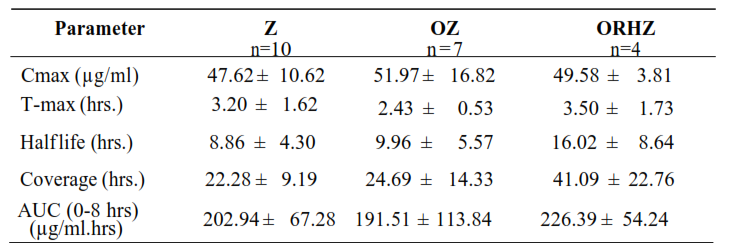 Parameter Z OZ ORHZ
n=10 n=7 n=4
Cmax (µg/ml) 47.62± 10.62 51.97± 16.82 49.58 ± 3.81
T-max (hrs.) 3.20 ± 1.62 2.43 ± 0.53 3.50 ± 1.73
Halflife (hrs.) 8.86 ± 4.30 9.96 ± 5.57 16.02 ± 8.64
Coverage (hrs.) 22.28± 9.19 24.69 ± 14.33 41.09 ± 22.76
AUC (0-8 hrs) 202.94± 67.28 191.51 ± 113.84 226.39± 54.24
(µg/ml.hrs)